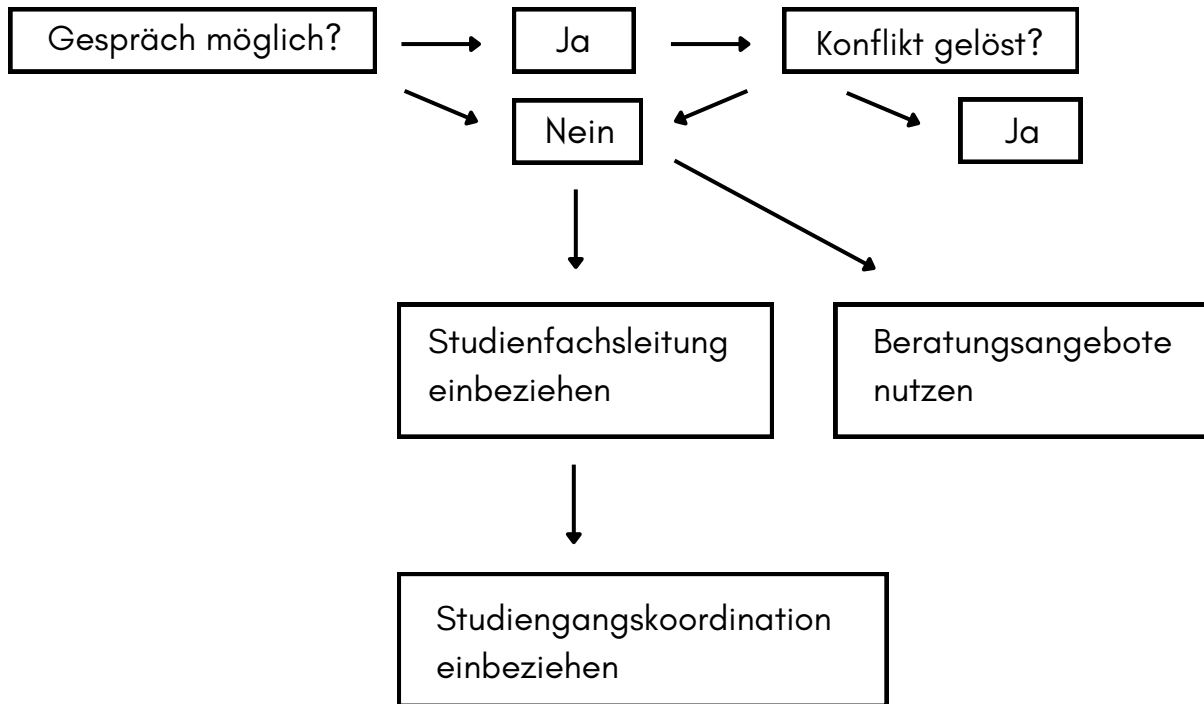 Gespräch möglich?
Ja
Konflikt gelöst?
Nein
Ja
Studienfachsleitung
einbeziehen
Beratungsangebote
nutzen
Studiengangskoordination
einbeziehen